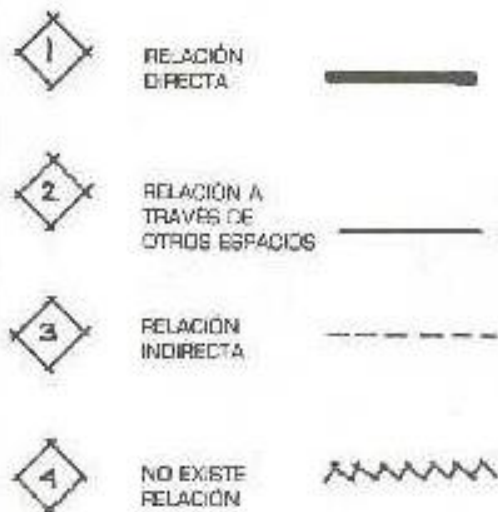 1
RELACIÓN
DIRECTA
2
RELACIÓN A
TRAVÉS DE
OTROS ESPACIOS
3
RELACIÓN
INDIRECTA
4
NO EXISTE
RELACIÓN